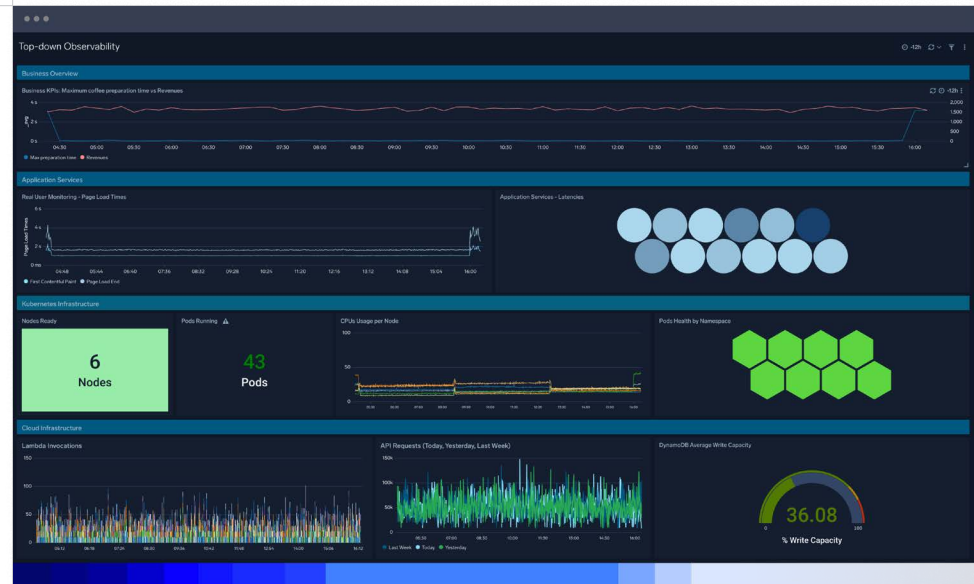 Top-down Observability
-12h
Business Overview
Business KPIs: Maximum coffee preparation time vs Revenues
-12h
4 s
2 s
0 s
_avg
2,000
1,500
1,000
500
0
04:30 05:00 05:30 06:00 06:30 07:00 07:30 08:00 08:30 09:00 09:30 10:00 10:30 11:00 11:30 12:00 12:30 13:00 13:30 14:00 14:30 15:00 15:30 16:00
Max preparation time Revenues
Application Services
Real User Monitoring - Page Load Times
Application Services - Latencies
6 s
4 s
2 s
0 ms
Page Load Times
04:48 05:44 06:40 07:36 08:32 09:28 10:24 11:20 12:16 13:12 14:08 15:04 16:00
First Contentful Paint Page Load End
Kubernetes Infrastructure
Nodes Ready
6
Nodes
Pods Running
43
Pods
CPUs Usage per Node
100
50
0
Pods Health by Namespace
Cloud Infrastructure
Lambda Invocations
150
100
50
0
API Requests (Today, Yesterday, Last Week)
150k
100k
50k
0
Last Week Today Yesterday
DynamoDB Average Write Capacity
36.08
0 100
% Write Capacity